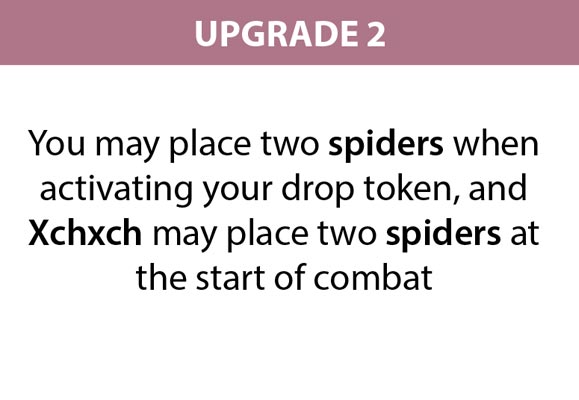 UPGRADE 2
You may place two spiders when
activating your drop token, and
Xchxch may place two spiders at
the start of combat